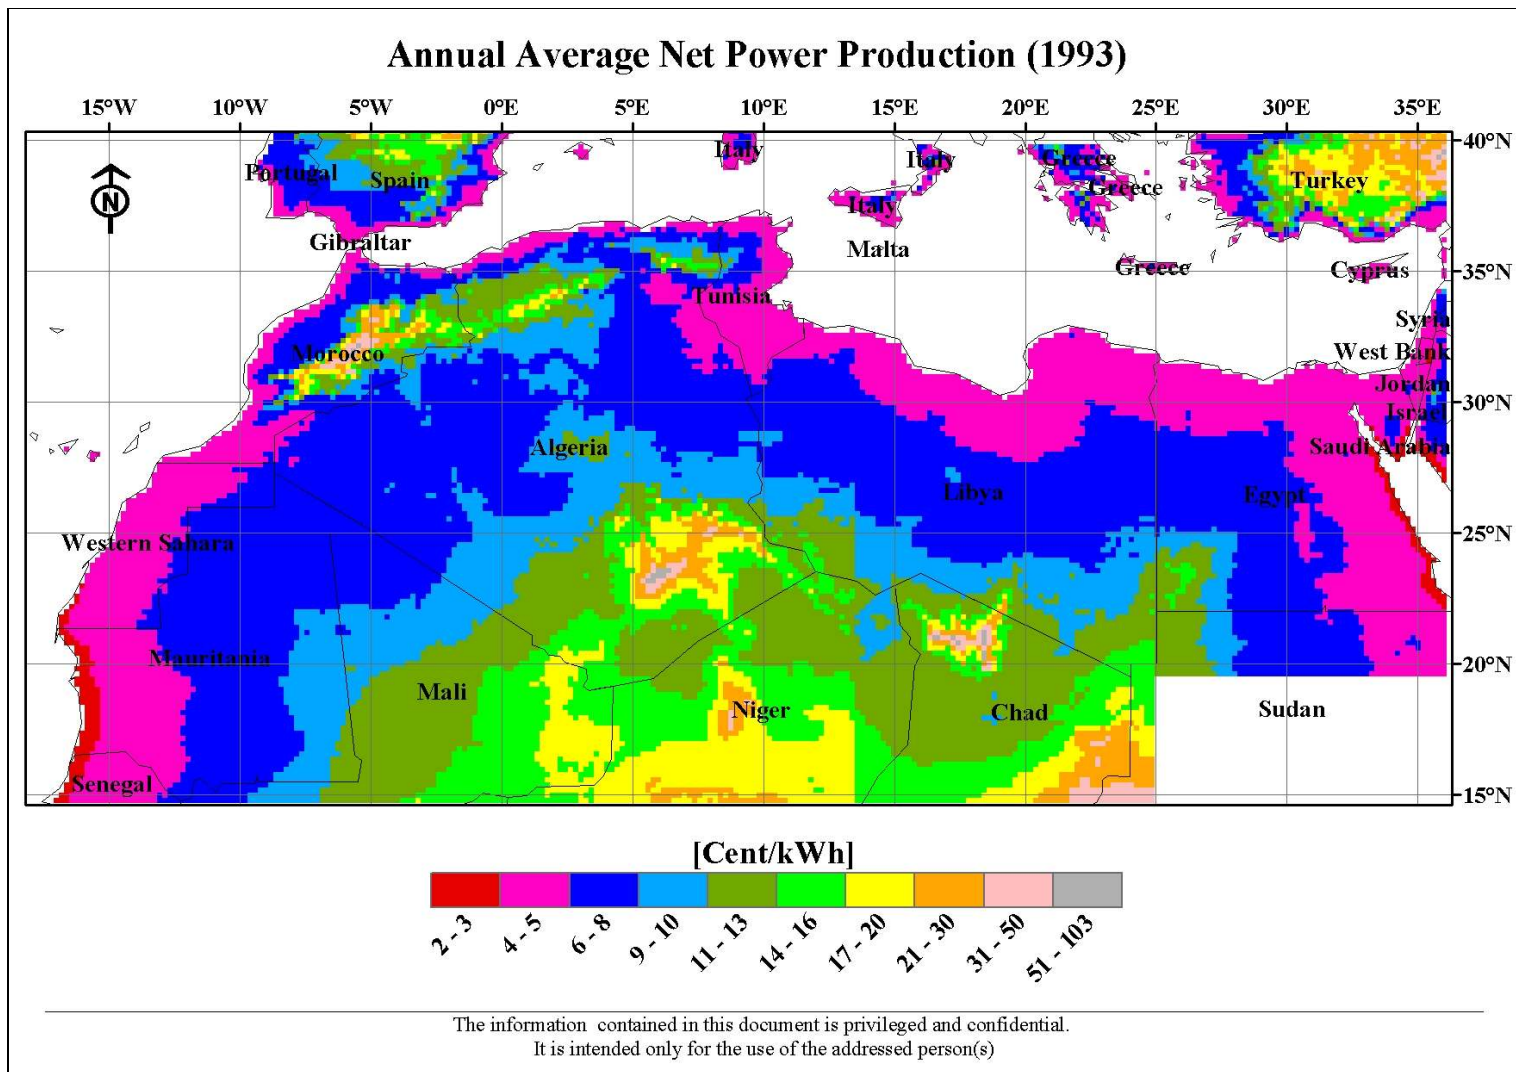 Annual Average Net Power Production (1993)
15°W 10°W 5°W 0°E 5°E 10°E 15°E 20°E 25°E 30°E 35°E
40°N
N
Portugal
Spain
Italy
Italy
Italy
Greece
Greece
Turkey
Gibraltar
Malta
Greece
Cyprus
35°N
Tunisia
Syria
Morocco
West Bank
Jordan
30°N
Israel
Algeria
Saudi Arabia
Libya
Egypt
Western Sahara
25°N
Mauritania
20°N
Mali
Niger
Chad
Sudan
Senegal
15°N
[Cent/kWh]
2 - 3
4 - 5
6 - 8
9 - 10
11 - 13
14 - 16
17 - 20
21 - 30
31 - 50
51 - 103
The information contained in this document is privileged and confidential.
It is intended only for the use of the addressed person(s)